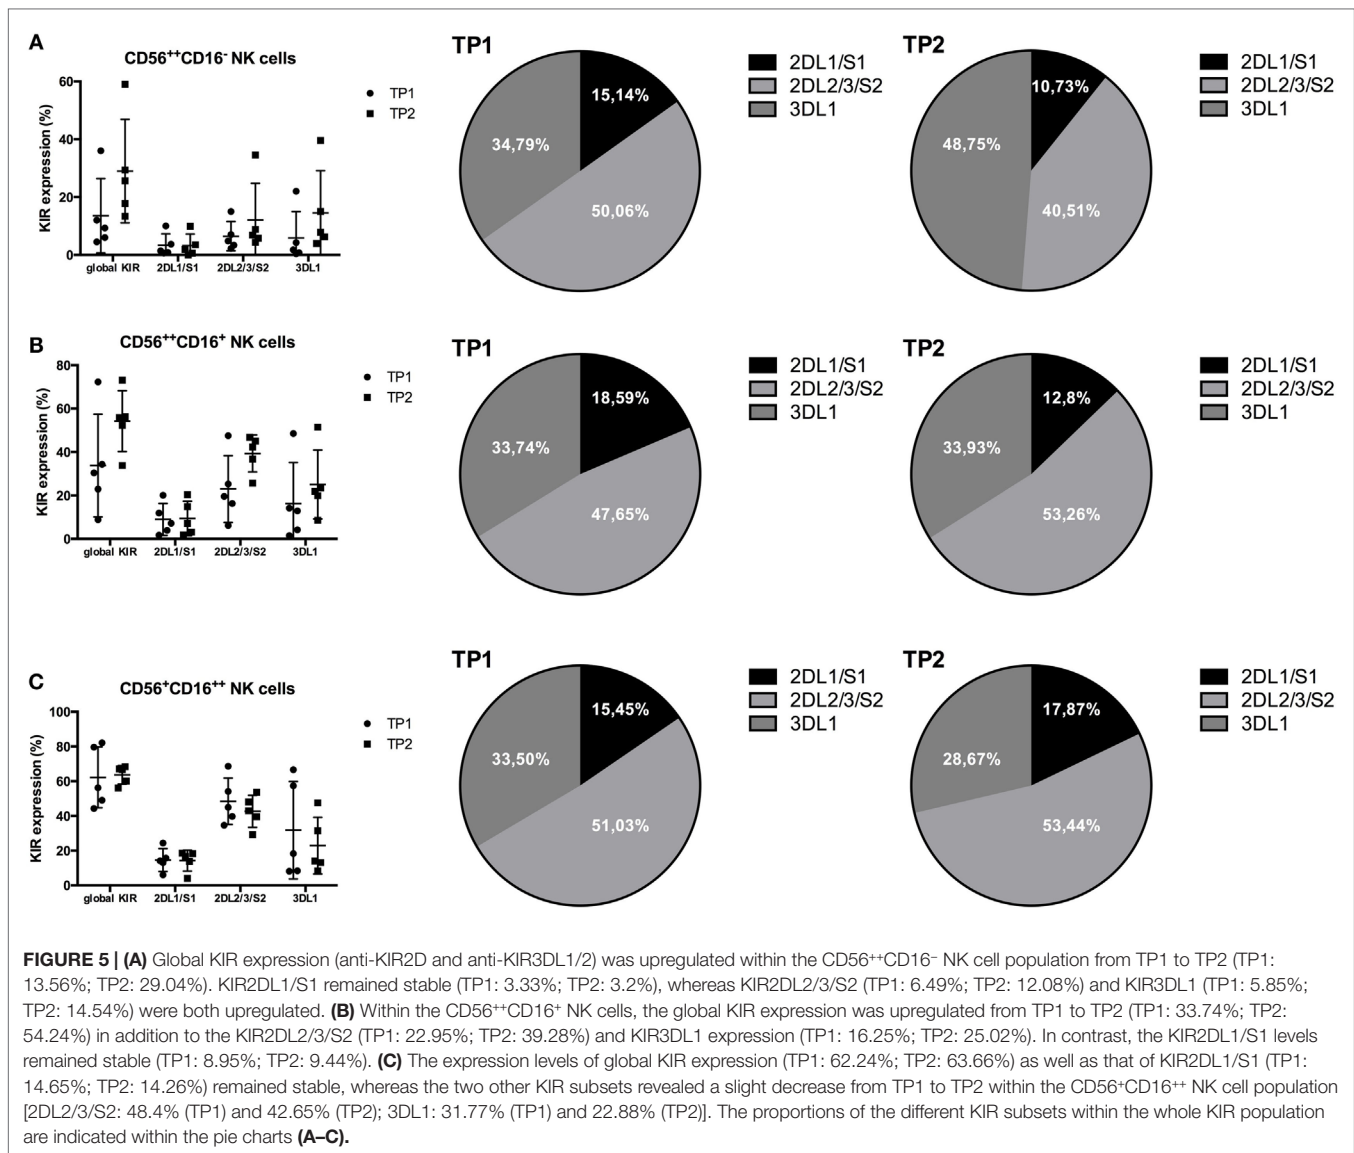 A
CD56⁺⁺CD16⁻ NK cells
KIR expression (%)
60
40
20
0
global KIR
2DL1/S1
2DL2/3/S2
3DL1
TP1
TP2
TP1
15,14%
34,79%
50,06%
2DL1/S1
2DL2/3/S2
3DL1
TP2
10,73%
48,75%
40,51%
2DL1/S1
2DL2/3/S2
3DL1
B
CD56⁺⁺CD16⁺ NK cells
KIR expression (%)
80
60
40
20
0
global KIR
2DL1/S1
2DL2/3/S2
3DL1
TP1
TP2
TP1
18,59%
33,74%
47,65%
2DL1/S1
2DL2/3/S2
3DL1
TP2
12,8%
33,93%
53,26%
2DL1/S1
2DL2/3/S2
3DL1
C
CD56⁺CD16⁺⁺ NK cells
KIR expression (%)
100
80
60
40
20
0
global KIR
2DL1/S1
2DL2/3/S2
3DL1
TP1
TP2
TP1
15,45%
33,50%
51,03%
2DL1/S1
2DL2/3/S2
3DL1
TP2
17,87%
28,67%
53,44%
2DL1/S1
2DL2/3/S2
3DL1
FIGURE 5 | (A) Global KIR expression (anti-KIR2D and anti-KIR3DL1/2) was upregulated within the CD56⁺⁺CD16⁻ NK cell population from TP1 to TP2 (TP1:
13.56%; TP2: 29.04%). KIR2DL1/S1 remained stable (TP1: 3.33%; TP2: 3.2%), whereas KIR2DL2/3/S2 (TP1: 6.49%; TP2: 12.08%) and KIR3DL1 (TP1: 5.85%;
TP2: 14.54%) were both upregulated. (B) Within the CD56⁺⁺CD16⁺ NK cells, the global KIR expression was upregulated from TP1 to TP2 (TP1: 33.74%; TP2:
54.24%) in addition to the KIR2DL2/3/S2 (TP1: 22.95%; TP2: 39.28%) and KIR3DL1 expression (TP1: 16.25%; TP2: 25.02%). In contrast, the KIR2DL1/S1 levels
remained stable (TP1: 8.95%; TP2: 9.44%). (C) The expression levels of global KIR expression (TP1: 62.24%; TP2: 63.66%) as well as that of KIR2DL1/S1 (TP1:
14.65%; TP2: 14.26%) remained stable, whereas the two other KIR subsets revealed a slight decrease from TP1 to TP2 within the CD56⁺CD16⁺⁺ NK cell population
[2DL2/3/S2: 48.4% (TP1) and 42.65% (TP2); 3DL1: 31.77% (TP1) and 22.88% (TP2)]. The proportions of the different KIR subsets within the whole KIR population
are indicated within the pie charts (A–C).